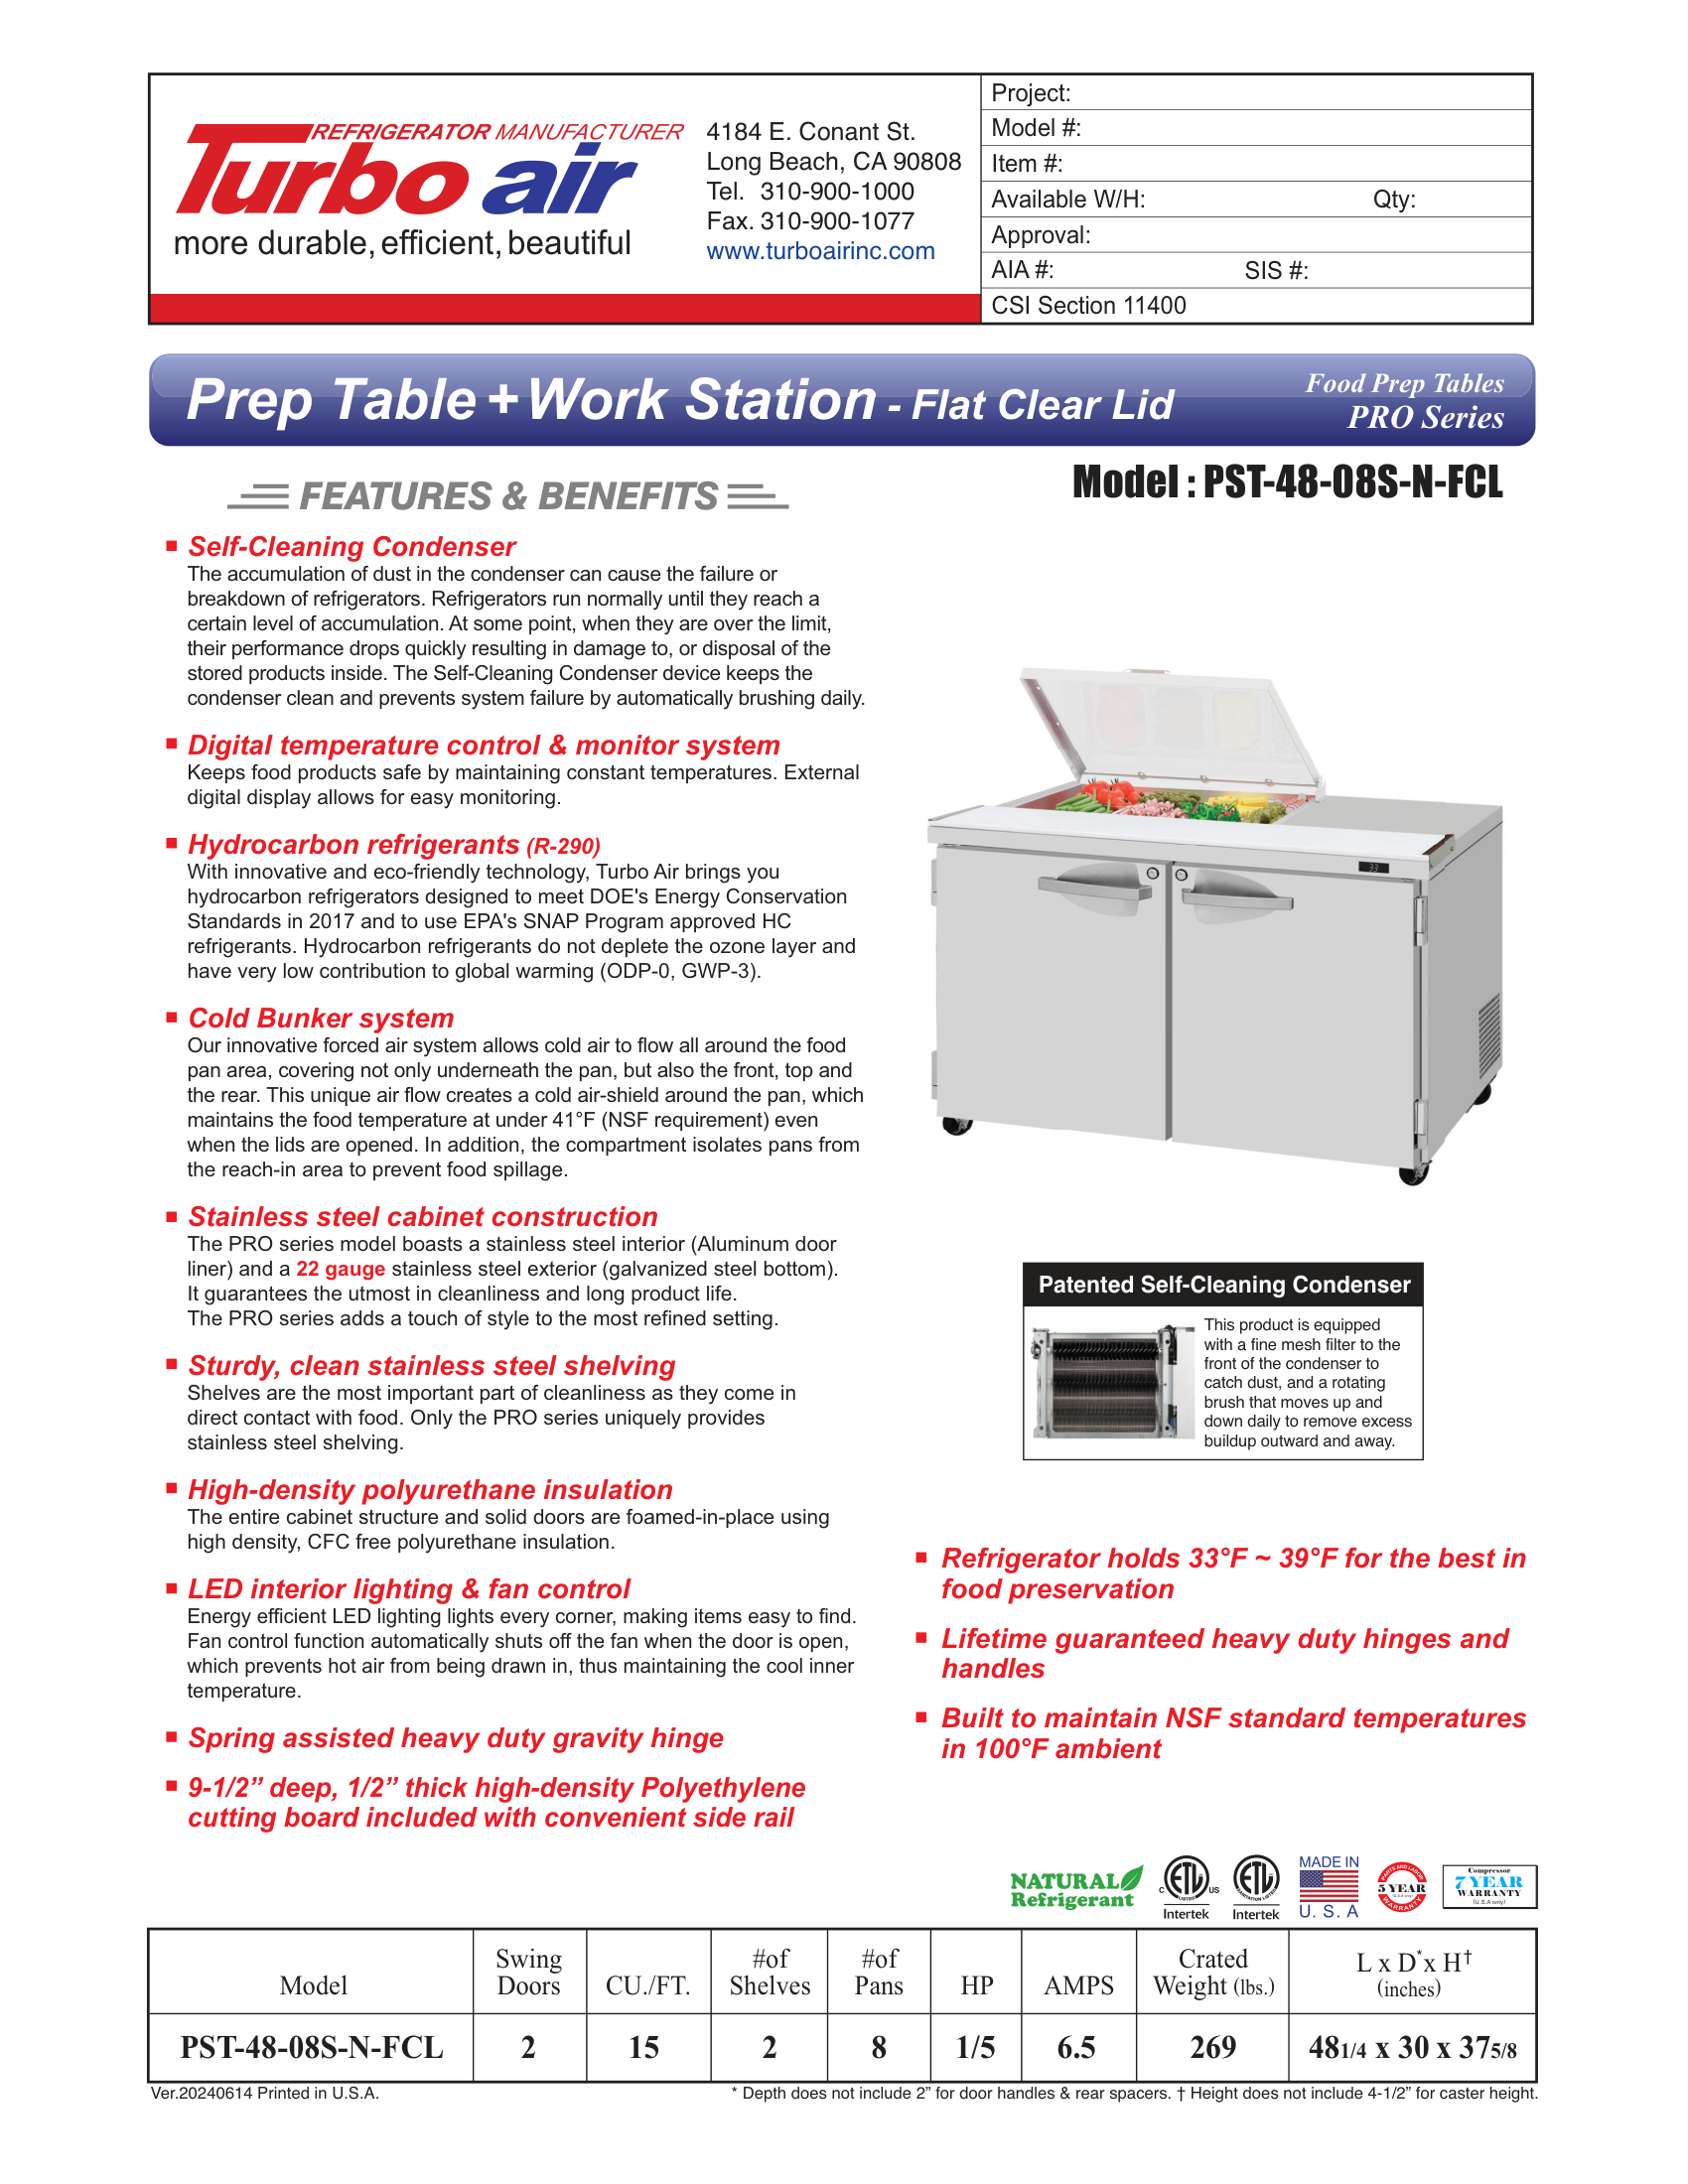 REFRIGERATOR MANUFACTURER
Turbo air
more durable, efficient, beautiful
4184 E. Conant St.
Long Beach, CA 90808
Tel. 310-900-1000
Fax. 310-900-1077
www.turboairinc.com
Project:
Model #:
Item #:
Available W/H: Qty:
Approval:
AIA #: SIS #:
CSI Section 11400
Prep Table + Work Station - Flat Clear Lid
Food Prep Tables
PRO Series
FEATURES & BENEFITS
Model : PST-48-08S-N-FCL
Self-Cleaning Condenser
The accumulation of dust in the condenser can cause the failure or
breakdown of refrigerators. Refrigerators run normally until they reach a
certain level of accumulation. At some point, when they are over the limit,
their performance drops quickly resulting in damage to, or disposal of the
stored products inside. The Self-Cleaning Condenser device keeps the
condenser clean and prevents system failure by automatically brushing daily.
Digital temperature control & monitor system
Keeps food products safe by maintaining constant temperatures. External
digital display allows for easy monitoring.
Hydrocarbon refrigerants (R-290)
With innovative and eco-friendly technology, Turbo Air brings you
hydrocarbon refrigerators designed to meet DOE's Energy Conservation
Standards in 2017 and to use EPA's SNAP Program approved HC
refrigerants. Hydrocarbon refrigerants do not deplete the ozone layer and
have very low contribution to global warming (ODP-0, GWP-3).
Cold Bunker system
Our innovative forced air system allows cold air to flow all around the food
pan area, covering not only underneath the pan, but also the front, top and
the rear. This unique air flow creates a cold air-shield around the pan, which
maintains the food temperature at under 41°F (NSF requirement) even
when the lids are opened. In addition, the compartment isolates pans from
the reach-in area to prevent food spillage.
Stainless steel cabinet construction
The PRO series model boasts a stainless steel interior (Aluminum door
liner) and a 22 gauge stainless steel exterior (galvanized steel bottom).
It guarantees the utmost in cleanliness and long product life.
The PRO series adds a touch of style to the most refined setting.
Sturdy, clean stainless steel shelving
Shelves are the most important part of cleanliness as they come in
direct contact with food. Only the PRO series uniquely provides
stainless steel shelving.
High-density polyurethane insulation
The entire cabinet structure and solid doors are foamed-in-place using
high density, CFC free polyurethane insulation.
LED interior lighting & fan control
Energy efficient LED lighting lights every corner, making items easy to find.
Fan control function automatically shuts off the fan when the door is open,
which prevents hot air from being drawn in, thus maintaining the cool inner
temperature.
Spring assisted heavy duty gravity hinge
9-1/2” deep, 1/2” thick high-density Polyethylene
cutting board included with convenient side rail
33
Patented Self-Cleaning Condenser
This product is equipped
with a fine mesh filter to the
front of the condenser to
catch dust, and a rotating
brush that moves up and
down daily to remove excess
buildup outward and away.
Refrigerator holds 33°F ~ 39°F for the best in
food preservation
Lifetime guaranteed heavy duty hinges and
handles
Built to maintain NSF standard temperatures
in 100°F ambient
NATURAL
Refrigerant
C ETL US
LISTED
Intertek
ETL
SANITATION LISTED
Intertek
MADE IN
U. S. A
PARTS AND LABOR
5 YEAR
(U.S.A only)
WARRANTY
Compressor
7 YEAR
WARRANTY
(U.S.A only)
Model Swing Doors CU./FT. #of Shelves #of Pans HP AMPS Crated Weight (lbs.) L x D* x H† (inches)
PST-48-08S-N-FCL 2 15 2 8 1/5 6.5 269 48 1/4 x 30 x 37 5/8
Ver.20240614 Printed in U.S.A.
* Depth does not include 2” for door handles & rear spacers. † Height does not include 4-1/2” for caster height.